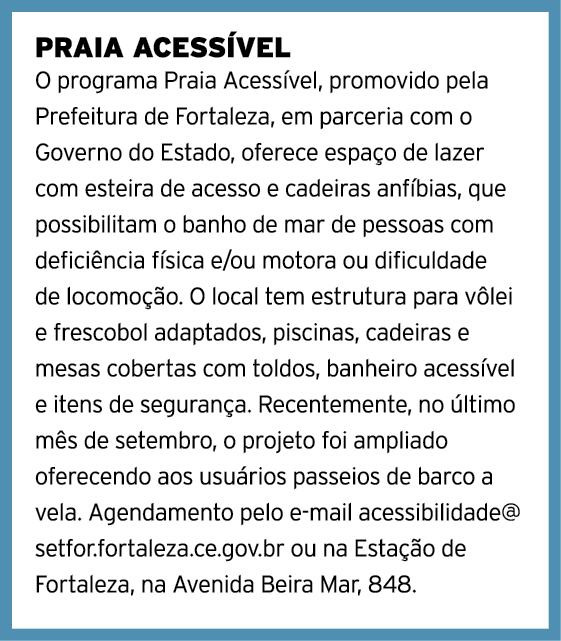 PRAIA ACESSÍVEL
O programa Praia Acessível, promovido pela
Prefeitura de Fortaleza, em parceria com o
Governo do Estado, oferece espaço de lazer
com esteira de acesso e cadeiras anfíbias, que
possibilitam o banho de mar de pessoas com
deficiência física e/ou motora ou dificuldade
de locomoção. O local tem estrutura para vôlei
e frescobol adaptados, piscinas, cadeiras e
mesas cobertas com toldos, banheiro acessível
e itens de segurança. Recentemente, no último
mês de setembro, o projeto foi ampliado
oferecendo aos usuários passeios de barco a
vela. Agendamento pelo e-mail acessibilidade@
setfor.fortaleza.ce.gov.br ou na Estação de
Fortaleza, na Avenida Beira Mar, 848.